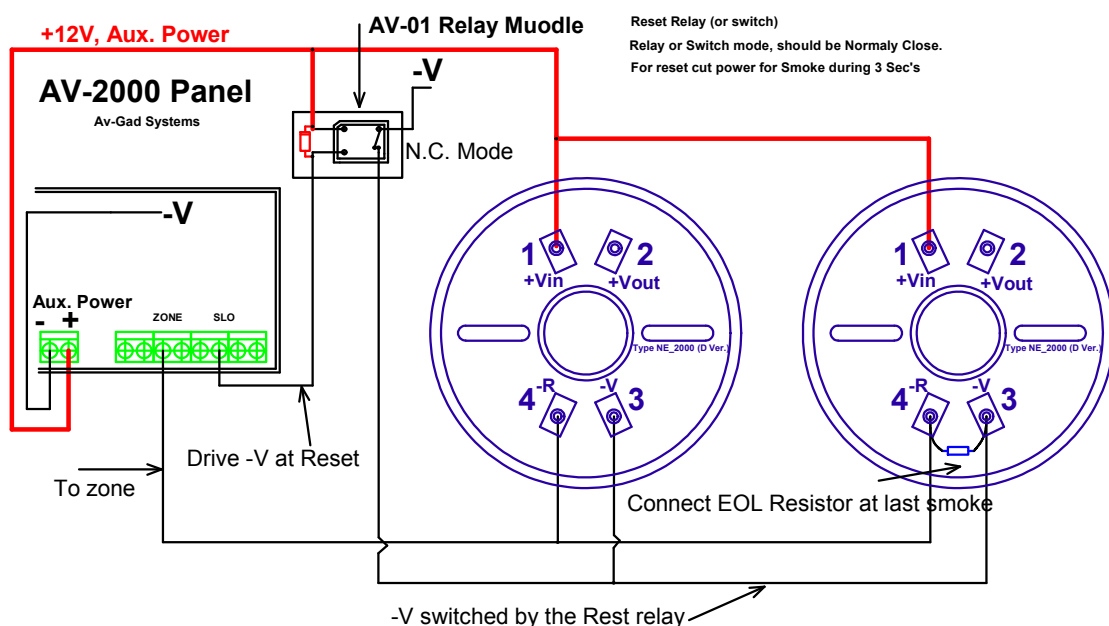 +12V, Aux. Power
AV-01 Relay Muodle
Reset Relay (or switch)
Relay or Switch mode, should be Normaly Close.
For reset cut power for Smoke during 3 Sec's
-V
AV-2000 Panel
Av-Gad Systems
N.C. Mode
-V
Aux. Power
- +
ZONE
SLO
1
2
+Vin
+Vout
Type NE_2000 (D Ver.)
4
-R
-V
3
1
2
+Vin
+Vout
Type NE_2000 (D Ver.)
4
-R
-V
3
Drive -V at Reset
To zone
Connect EOL Resistor at last smoke
-V switched by the Rest relay